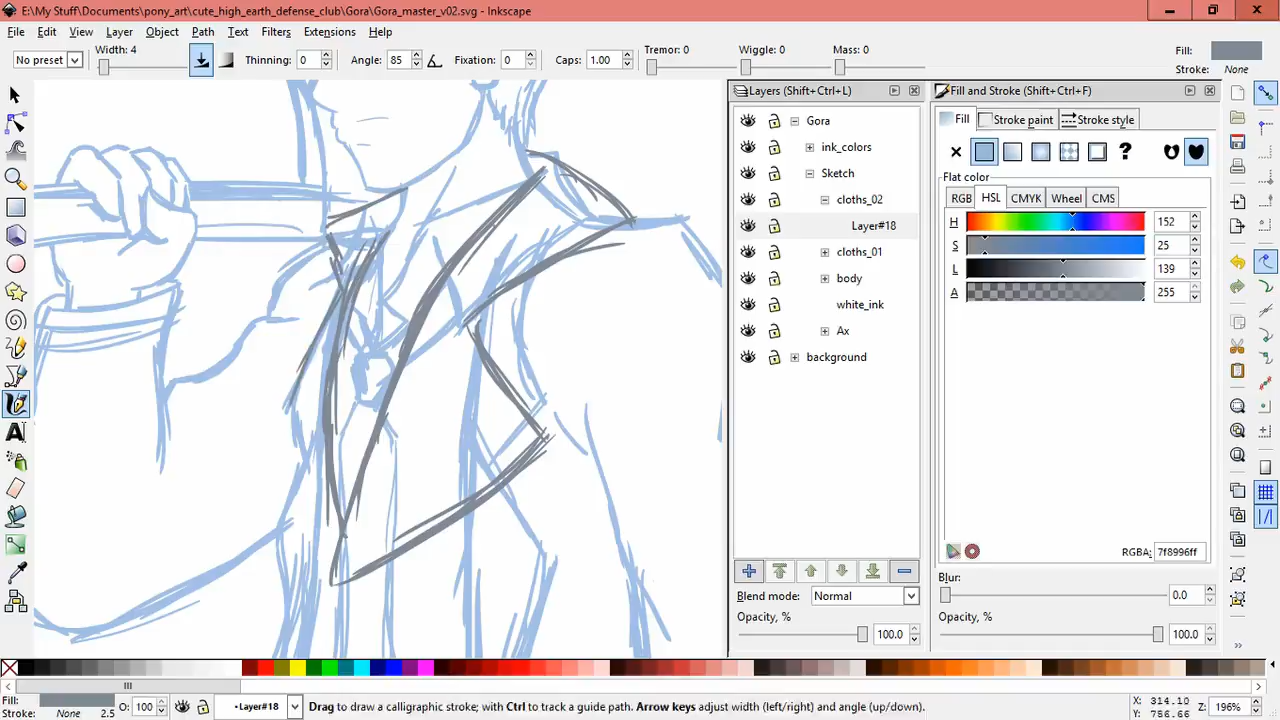 E:\My Stuff\Documents\pony_art\cute_high_earth_defense_club\Gora\Gora_master_v02.svg - Inkscape
File Edit View Layer Object Path Text Filters Extensions Help
No preset Width: 4 Thinning: 0 Angle: 85 Fixation: 0 Caps: 1.00 Tremor: 0 Wiggle: 0 Mass: 0 Fill: Stroke: None
Layers (Shift+Ctrl+L)
Gora
ink_colors
Sketch
cloths_02
Layer#18
cloths_01
body
white_ink
Ax
background
Blend mode: Normal
Opacity, % 100.0
Fill and Stroke (Shift+Ctrl+F)
Fill Stroke paint Stroke style
Flat color
RGB HSL CMYK Wheel CMS
H 152
S 25
L 139
A 255
RGBA: 7f8996ff
Blur:
0.0
Opacity, %
100.0
Fill:
Stroke: None 2.5
O: 100
•Layer#18
Drag to draw a calligraphic stroke; with Ctrl to track a guide path. Arrow keys adjust width (left/right) and angle (up/down).
X: 314.10
Y: 786.66
Z: 196%